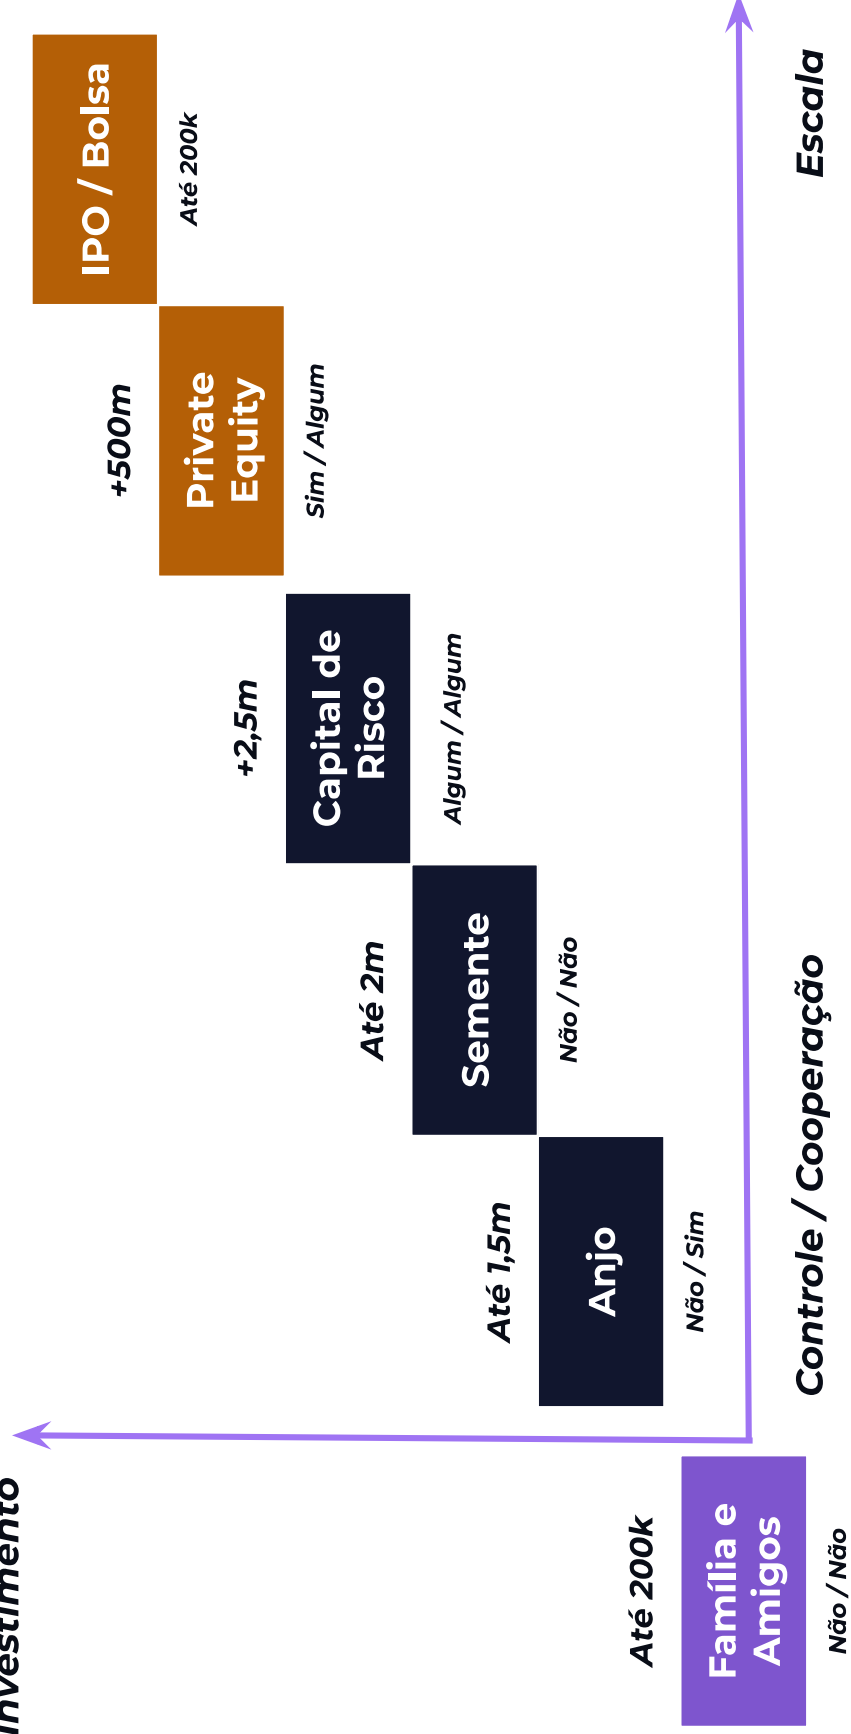 Investimento
IPO / Bolsa
Até 200k
+500m
Private
Equity
Sim / Algum
+2,5m
Capital de
Risco
Algum / Algum
Até 2m
Semente
Não / Não
Até 1,5m
Anjo
Não / Sim
Até 200k
Família e
Amigos
Não / Não
Controle / Cooperação
Escala